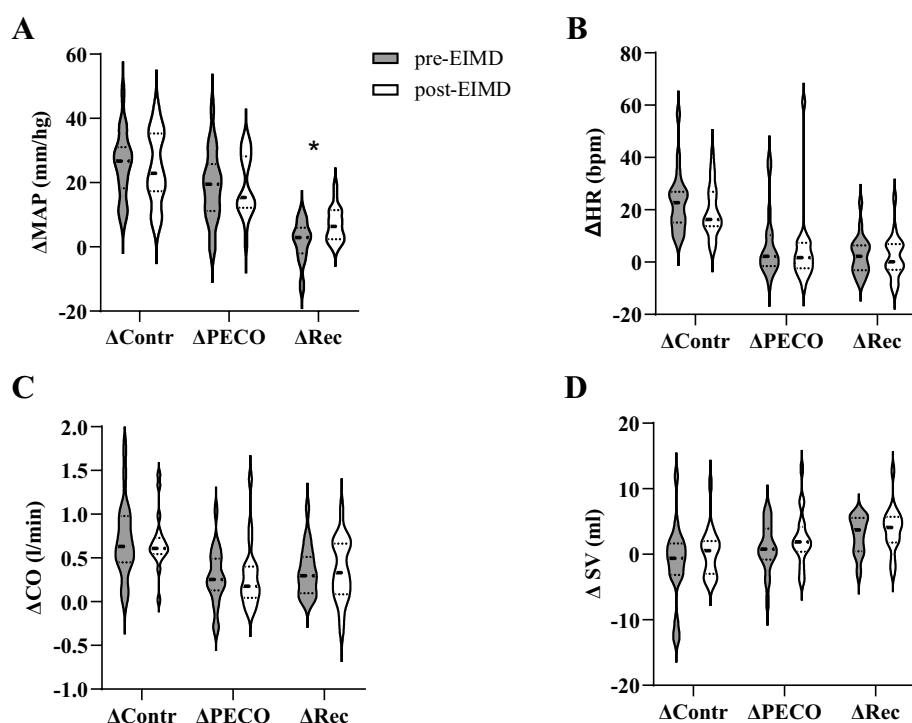 A
ΔMAP (mm/hg)
60
40
20
0
-20
*
ΔContr ΔPECO ΔRec
pre-EIMD
post-EIMD
B
ΔHR (bpm)
80
60
40
20
0
-20
ΔContr ΔPECO ΔRec
C
ΔCO (l/min)
2.0
1.5
1.0
0.5
0.0
-0.5
-1.0
ΔContr ΔPECO ΔRec
D
Δ SV (ml)
20
10
0
-10
-20
ΔContr ΔPECO ΔRec